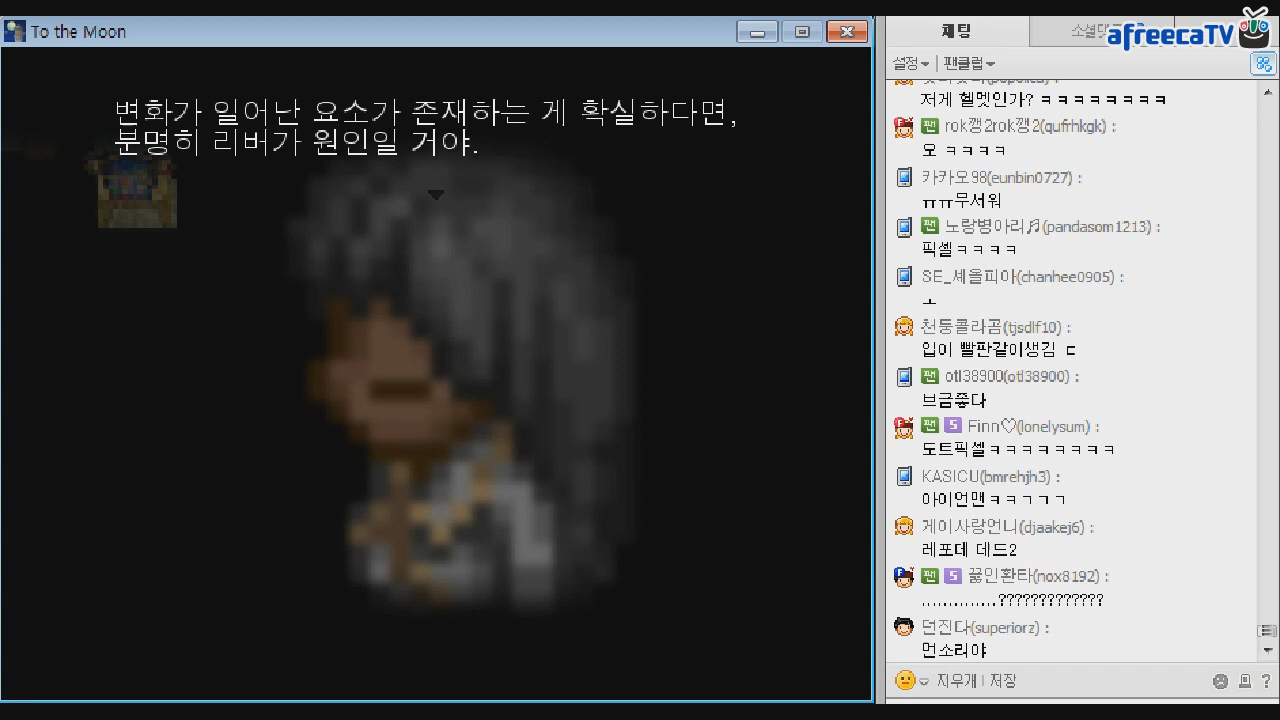 To the Moon
변화가 일어난 요소가 존재하는 게 확실하다면,
분명히 리버가 원인일 거야.
채팅
afreecaTV
설정
팬클럽
저게 헬멧인가? ㅋㅋㅋㅋㅋㅋㅋㅋ
팬 rok깽2rok깽2(qufrhkgk) :
오 ㅋㅋㅋㅋ
카카오98(eunbin0727) :
ㅠㅠ무서워
팬 노랑병아리♬(pandasom1213) :
픽셀ㅋㅋㅋㅋ
SE_세올피아(chanhee0905) :
ㅗ
천둥콜라곰(tjsdlf10) :
입이 빨판같이생김 ㄷ
팬 otl38900(otl38900) :
브금좋다
팬 S Finn♡(lonelysum) :
도트픽셀ㅋㅋㅋㅋㅋㅋㅋㅋ
KASICU(bmrehjh3) :
아이언맨ㅋㅋㄱㄱㄱ
게이사랑언니(djaakej6) :
레포데 데드2
팬 S 끓인환타(nox8192) :
..............?????????????
던진다(superiorz) :
먼소리야
지우개 | 저장